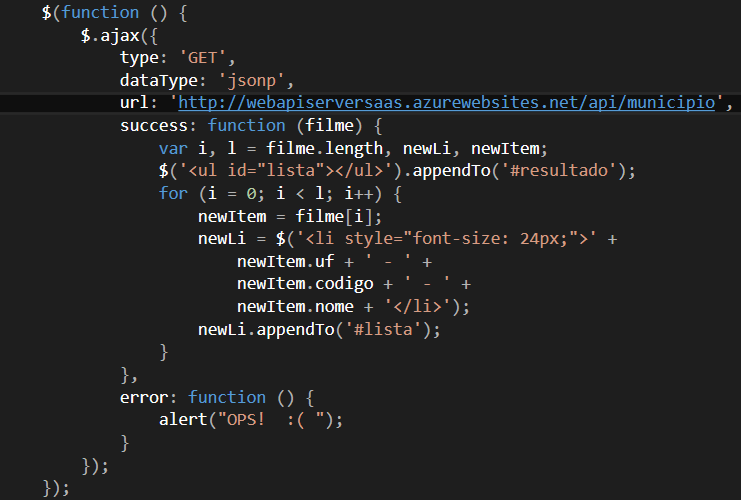 $(function () {
    $.ajax({
        type: 'GET',
        dataType: 'jsonp',
        url: 'http://webapiserversaas.azurewebsites.net/api/municipio',
        success: function (filme) {
            var i, l = filme.length, newLi, newItem;
            $('<ul id="lista"></ul>').appendTo('#resultado');
            for (i = 0; i < l; i++) {
                newItem = filme[i];
                newLi = $('<li style="font-size: 24px;">' +
                    newItem.uf + ' - ' +
                    newItem.codigo + ' - ' +
                    newItem.nome + '</li>');
                newLi.appendTo('#lista');
            }
        },
        error: function () {
            alert("OPS!  :( ");
        }
    });
});